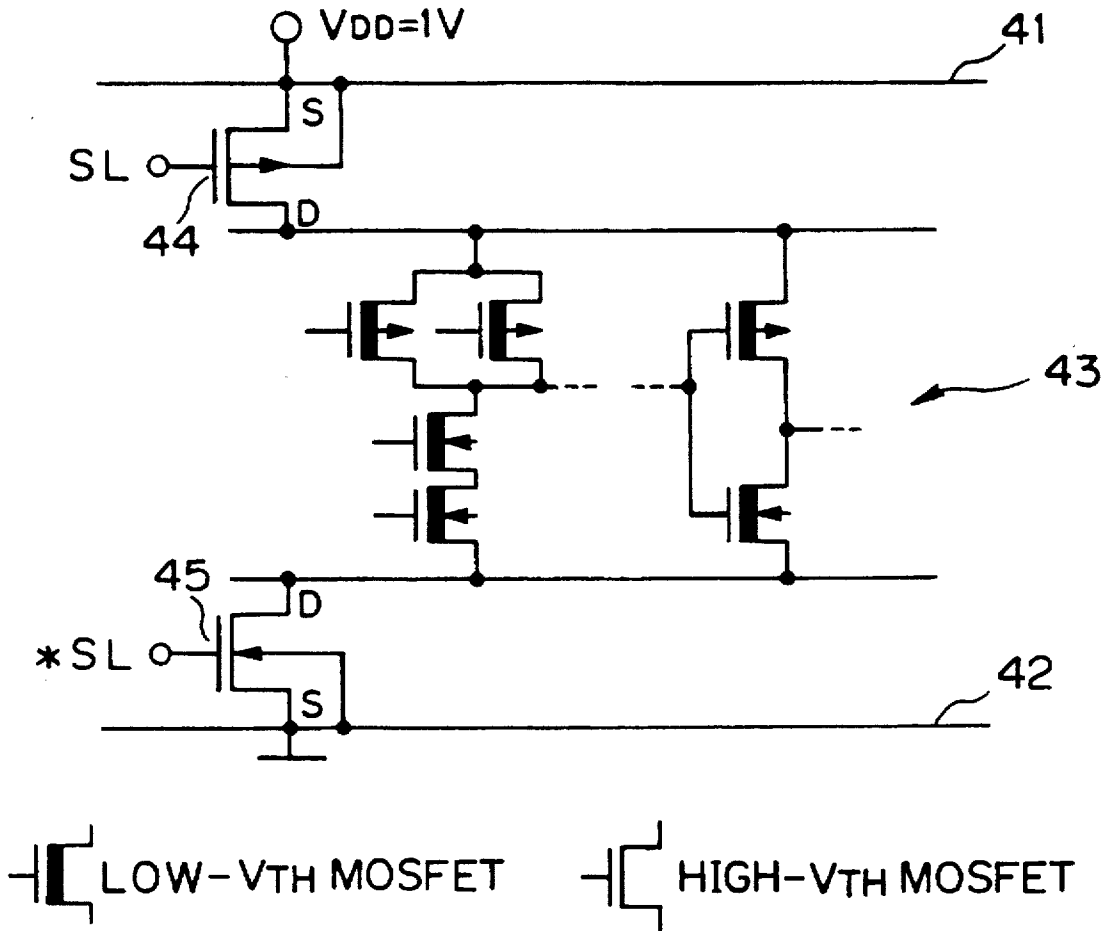 VDD=1V
41
S
SL
44
D
43
45
D
*SL
S
42
LOW-VTH MOSFET
HIGH-VTH MOSFET